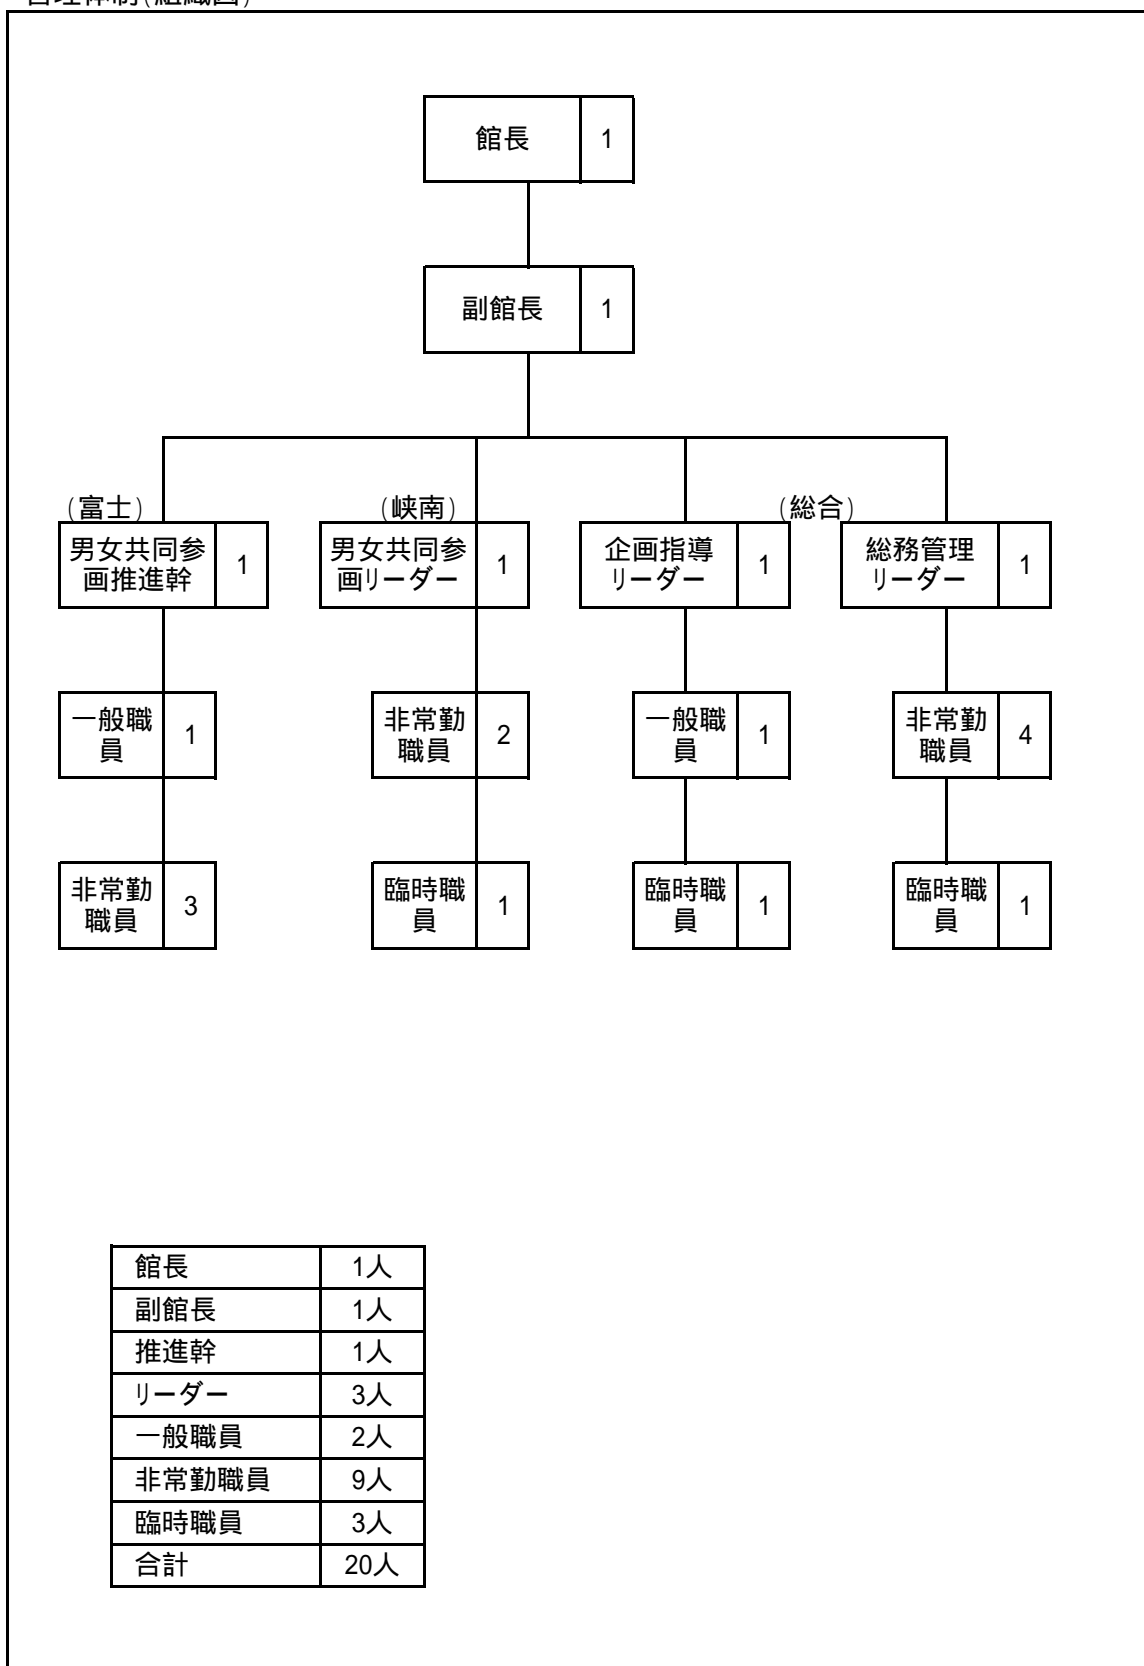 管理体制(組織図)
館長 1
副館長 1
(富士) (峡南) (総合)
男女共同参
画推進幹 1
男女共同参
画リーダー 1
企画指導
リーダー 1
総務管理
リーダー 1
一般職
員 1
非常勤
職員 2
一般職
員 1
非常勤
職員 4
非常勤
職員 3
臨時職
員 1
臨時職
員 1
臨時職
員 1
館長 1人
副館長 1人
推進幹 1人
リーダー 3人
一般職員 2人
非常勤職員 9人
臨時職員 3人
合計 20人